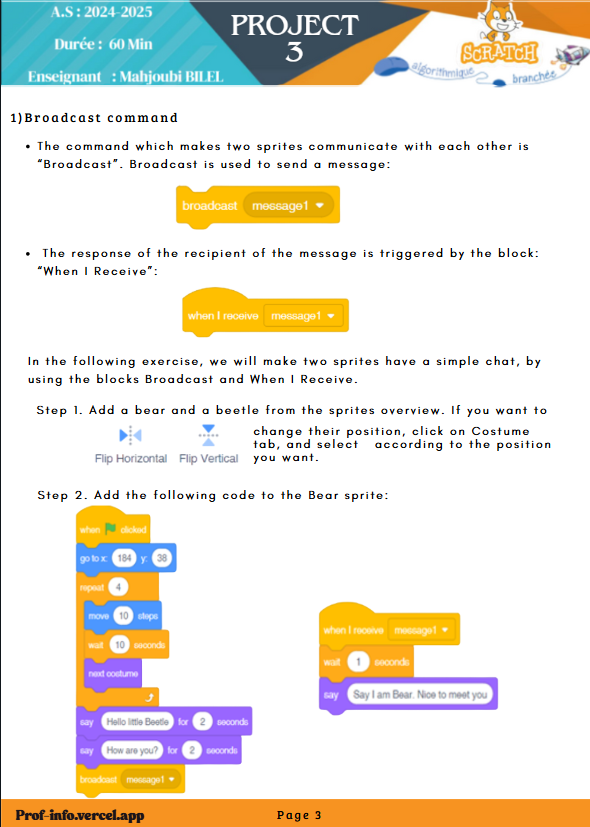 A.S : 2024-2025
Durée : 60 Min
Enseignant : Mahjoubi BILEL
PROJECT
3
SCRATCH
algorithmique
branchée
1)Broadcast command
• The command which makes two sprites communicate with each other is
"Broadcast". Broadcast is used to send a message:
broadcast message1
• The response of the recipient of the message is triggered by the block:
"When I Receive":
when I receive message1
In the following exercise, we will make two sprites have a simple chat, by
using the blocks Broadcast and When I Receive.
Step 1. Add a bear and a beetle from the sprites overview. If you want to
change their position, click on Costume
tab, and select according to the position
you want.
Flip Horizontal Flip Vertical
Step 2. Add the following code to the Bear sprite:
when clicked
go to x: 184 y: 38
repeat 4
move 10 steps
wait 10 seconds
next costume
say Hello little Beetle for 2 seconds
say How are you? for 2 seconds
broadcast message1
when I receive message1
wait 1 seconds
say Say I am Bear. Nice to meet you
Prof-info.vercel.app
Page 3